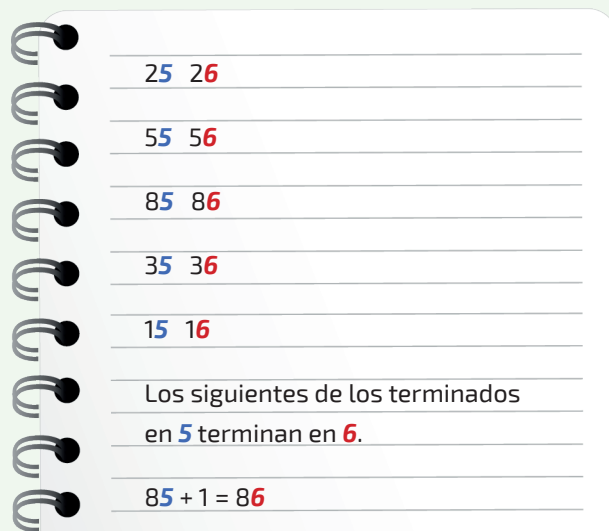 25 26
55 56
85 86
35 36
15 16
Los siguientes de los terminados
en 5 terminan en 6.
85 + 1 = 86